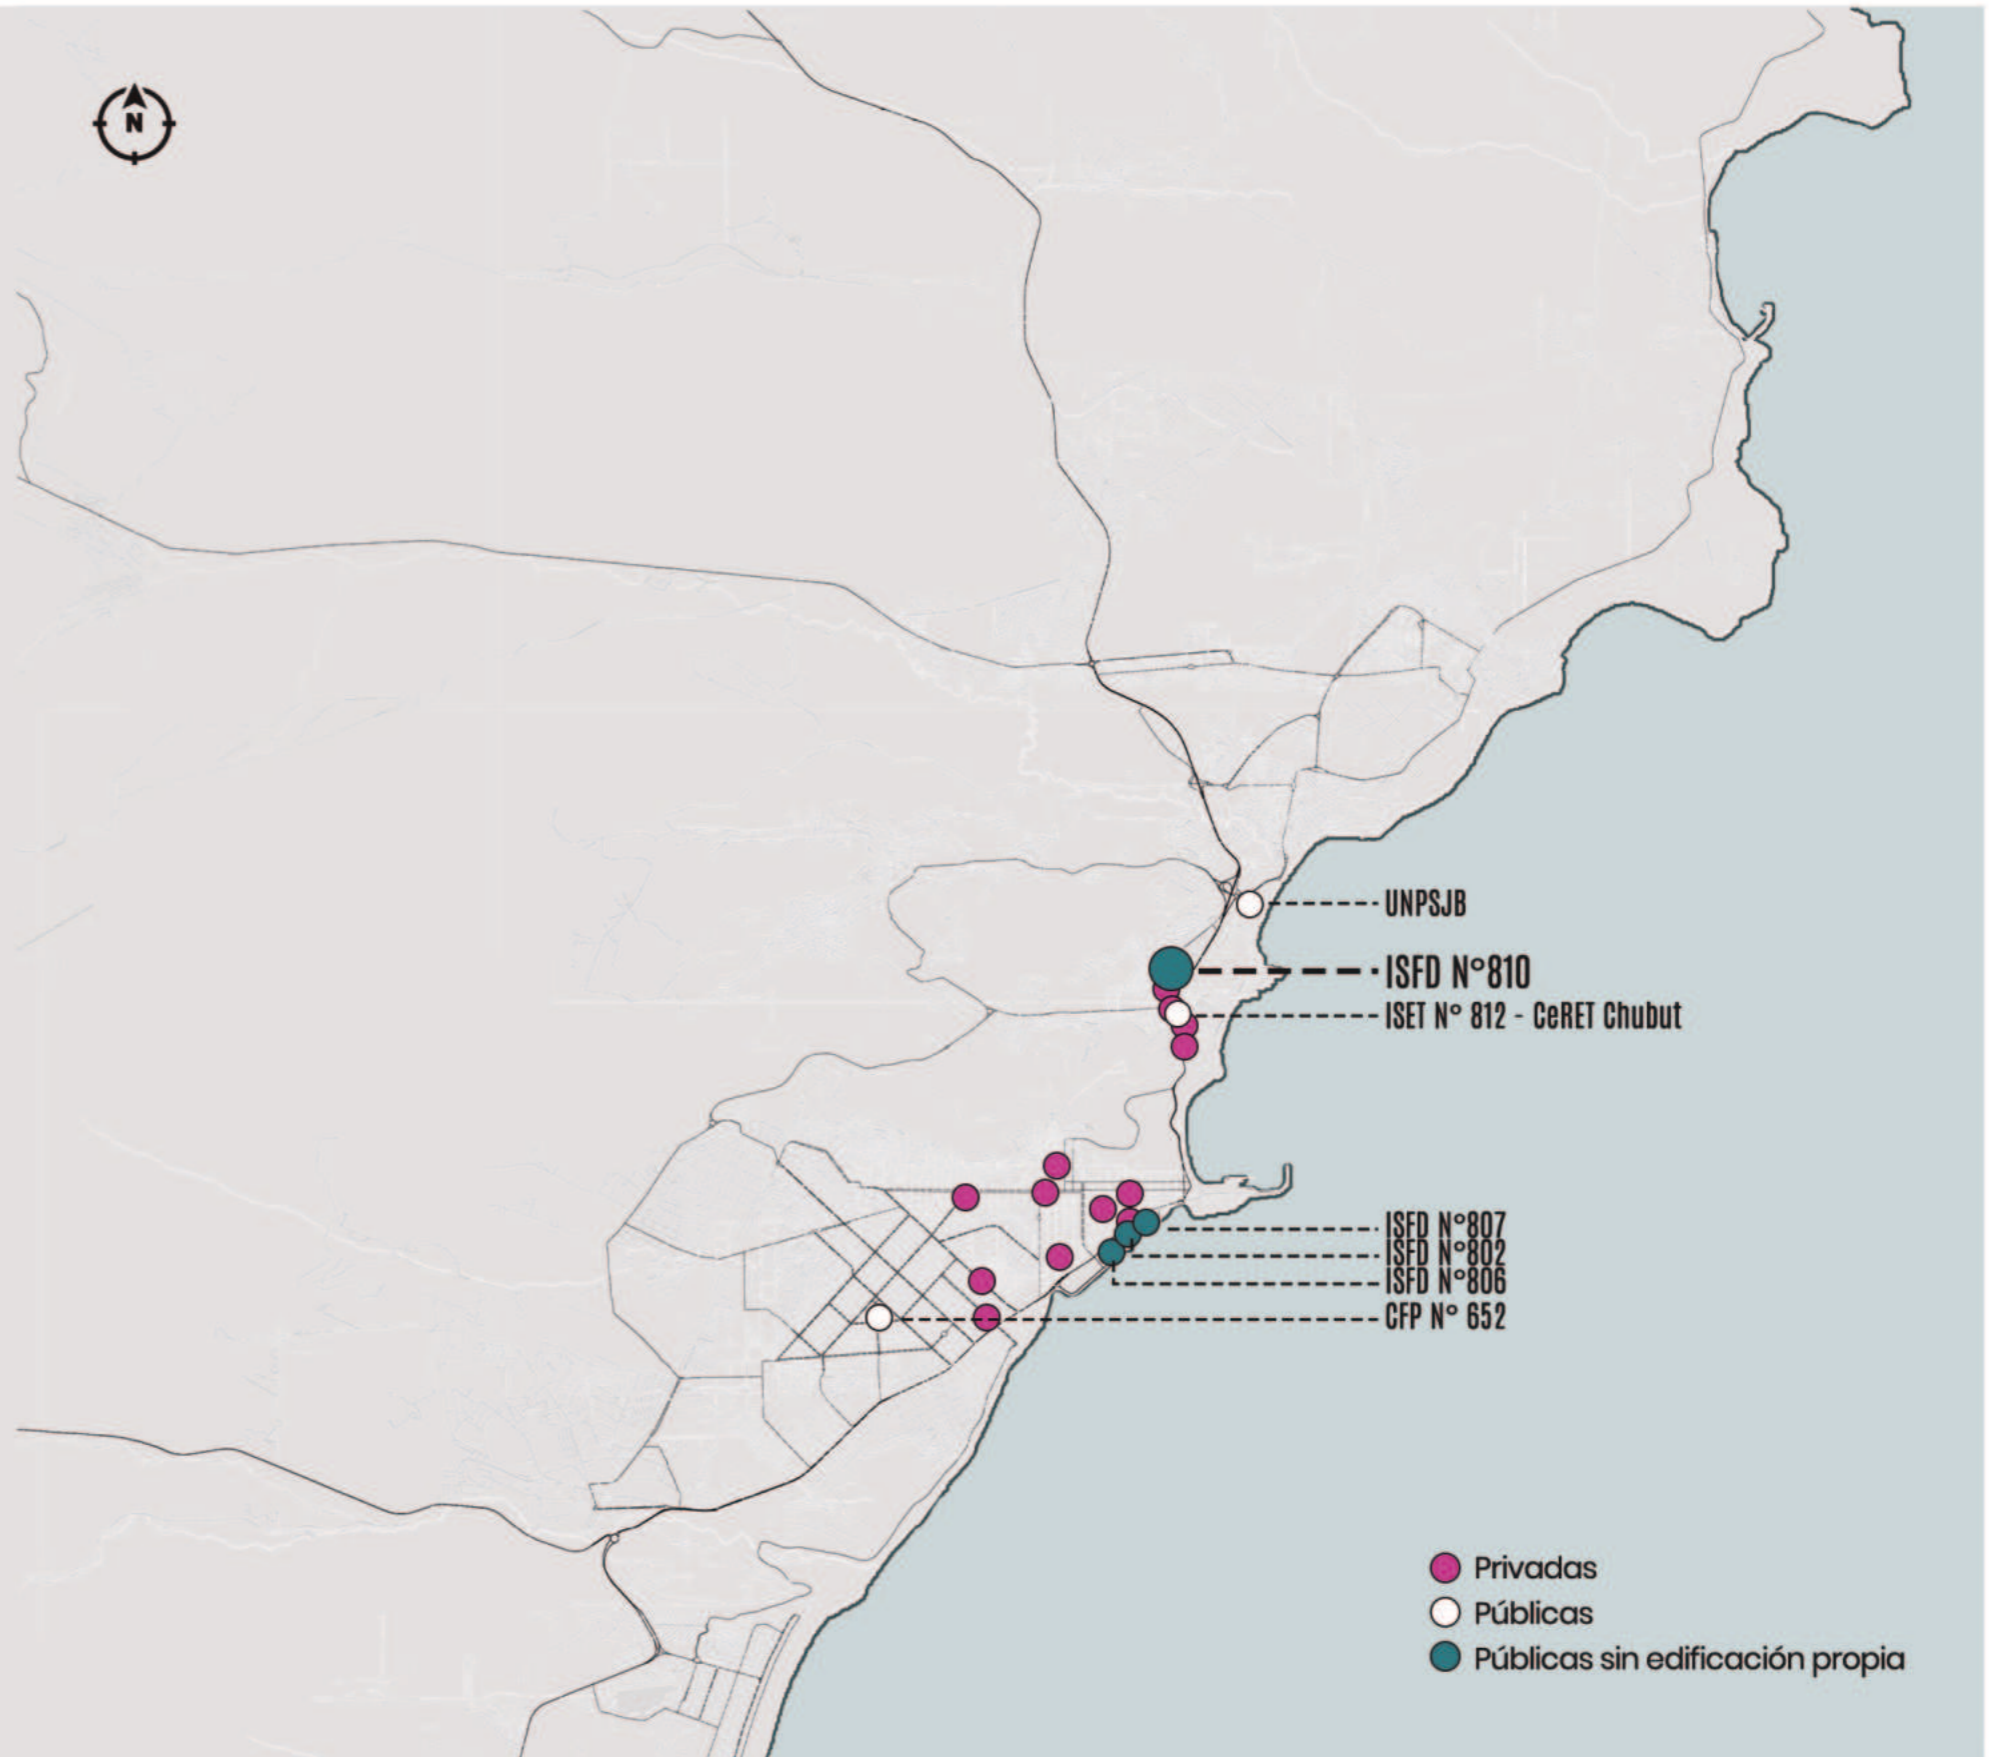 N
UNPSJB
ISFD N°810
ISET N° 812 - CeRET Chubut
ISFD N°807
ISFD N°802
ISFD N°806
CFP N° 652
Privadas
Públicas
Públicas sin edificación propia